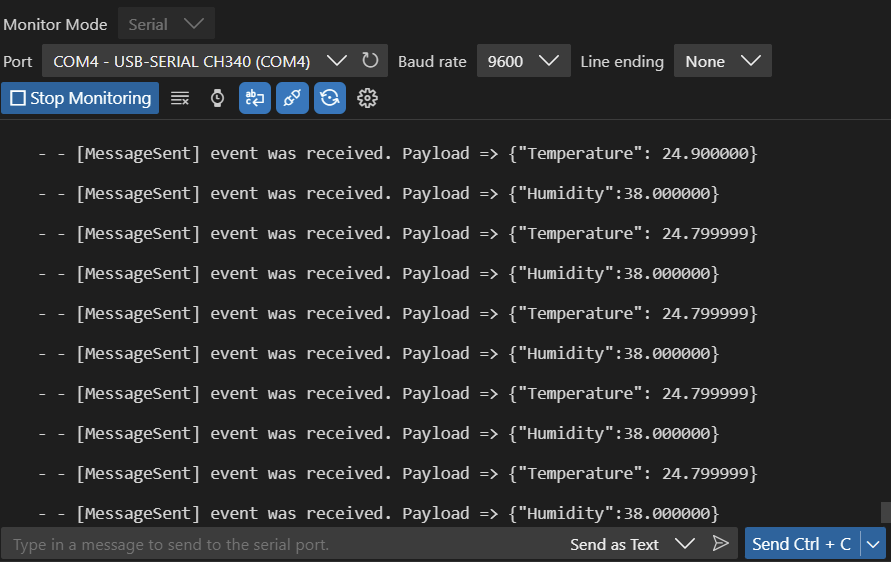 Monitor Mode Serial
Port COM4 - USB-SERIAL CH340 (COM4) Baud rate 9600 Line ending None
Stop Monitoring
- - [MessageSent] event was received. Payload => {"Temperature": 24.900000}
- - [MessageSent] event was received. Payload => {"Humidity":38.000000}
- - [MessageSent] event was received. Payload => {"Temperature": 24.799999}
- - [MessageSent] event was received. Payload => {"Humidity":38.000000}
- - [MessageSent] event was received. Payload => {"Temperature": 24.799999}
- - [MessageSent] event was received. Payload => {"Humidity":38.000000}
- - [MessageSent] event was received. Payload => {"Temperature": 24.799999}
- - [MessageSent] event was received. Payload => {"Humidity":38.000000}
- - [MessageSent] event was received. Payload => {"Temperature": 24.799999}
- - [MessageSent] event was received. Payload => {"Humidity":38.000000}
Type in a message to send to the serial port. Send as Text Send Ctrl + C